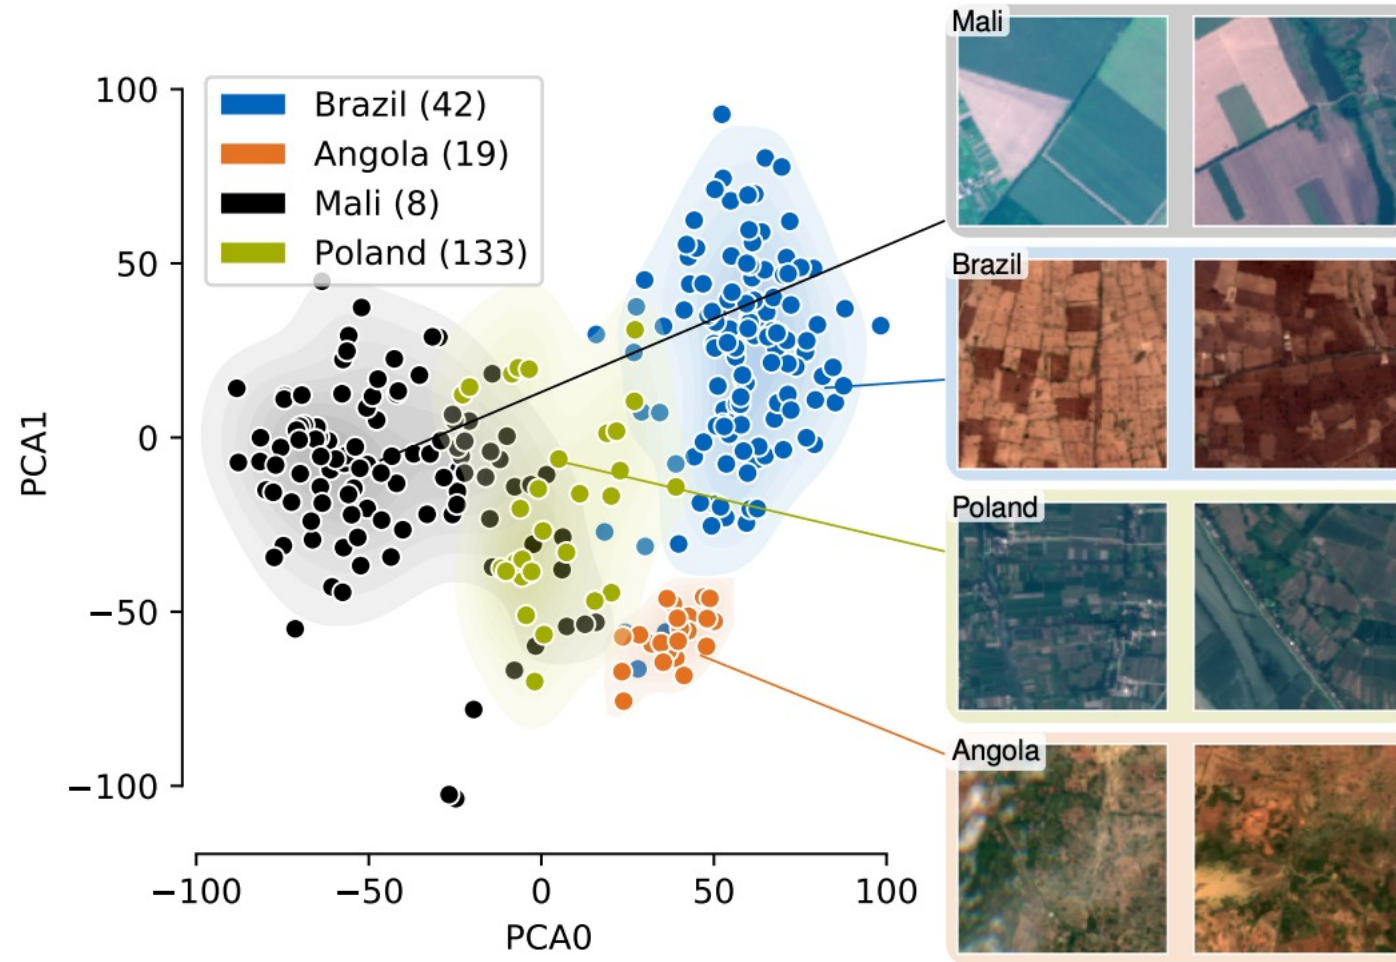 Mali
100
Brazil (42)
Angola (19)
Mali (8)
Poland (133)
50
Brazil
0
PCA1
Poland
−50
Angola
−100
−100
−50
0
50
100
PCA0